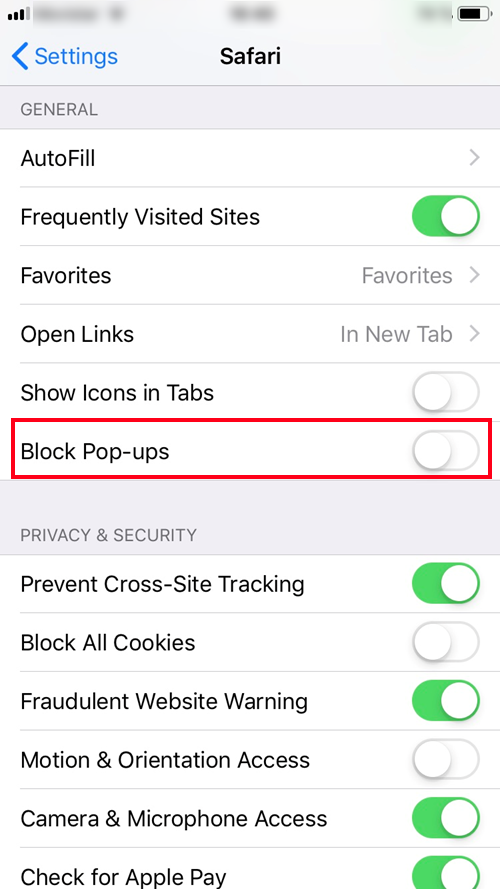 Settings
Safari
GENERAL
AutoFill
Frequently Visited Sites
Favorites Favorites
Open Links In New Tab
Show Icons in Tabs
Block Pop-ups
PRIVACY & SECURITY
Prevent Cross-Site Tracking
Block All Cookies
Fraudulent Website Warning
Motion & Orientation Access
Camera & Microphone Access
Check for Apple Pay